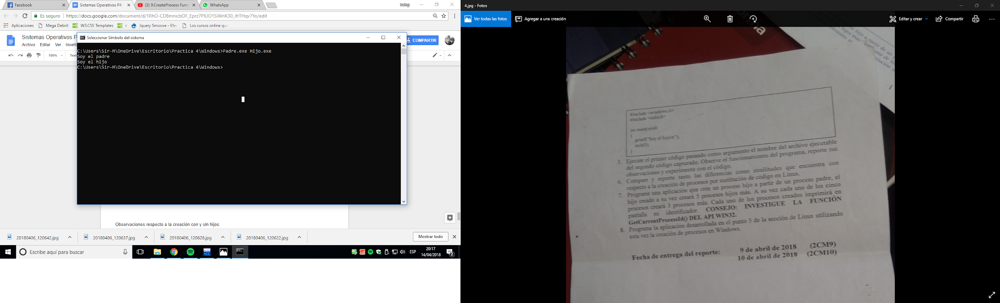 Facebook
Sistemas Operativos P4 -
(3) 9.CreateProcess Func
WhatsApp
Irving
Es seguro
https://docs.google.com/document/d/1RhO-CDBmnicbOF_Eprz7PIUO1SiWnK30_ifrTHqv7Yo/edit
Aplicaciones
Mega Debrit
W3.CSS Templates
r
Jquery Smoove - Efec
Los cursos online que
Sistemas Operativos P
Archivo Editar Ver Inserta
COMPARTIR
100%
Text
Seleccionar Símbolo del sistema
C:\Users\Sir-M\OneDrive\Escritorio\Practica 4\Windows>Padre.exe Hijo.exe
Soy el padre
Soy el hijo
C:\Users\Sir-M\OneDrive\Escritorio\Practica 4\Windows>
Observaciones respecto a la creación con y sin hijos:
20180406_120642.jpg
20180406_120637.jpg
20180406_120628.jpg
20180406_120622.jpg
Mostrar todo
Escribe aquí para buscar
DEV
ESP
20:17
14/04/2018
2
4.jpg - Fotos
Ver todas las fotos
Agregar a una creación
Editar y crear
Compartir
#include <windows.h>
#include <stdio.h>
int main(void)
{
printf("Soy el hijo\n");
exit(0);
}
5. Ejecute el primer código pasando como argumento el nombre del archivo ejecutable
del segundo código capturado. Observe el funcionamiento del programa, reporte sus
observaciones y experimente con el código.
6. Compare y reporte tanto las diferencias como similitudes que encuentra con
respecto a la creación de procesos por sustitución de código en Linux.
7. Programe una aplicación que cree un proceso hijo a partir de un proceso padre, el
hijo creado a su vez creará 5 procesos hijos más. A su vez cada uno de los cinco
procesos creará 3 procesos más. Cada uno de los procesos creados imprimirá en
pantalla su identificador. CONSEJO: INVESTIGUE LA FUNCIÓN
GetCurrentProcessId() DEL API WIN32.
8. Programe la aplicación desarrollada en el punto 5 de la sección de Linux utilizando
esta vez la creación de procesos en Windows.
Fecha de entrega del reporte: 9 de abril de 2018 (2CM9)
10 de abril de 2018 (2CM10)